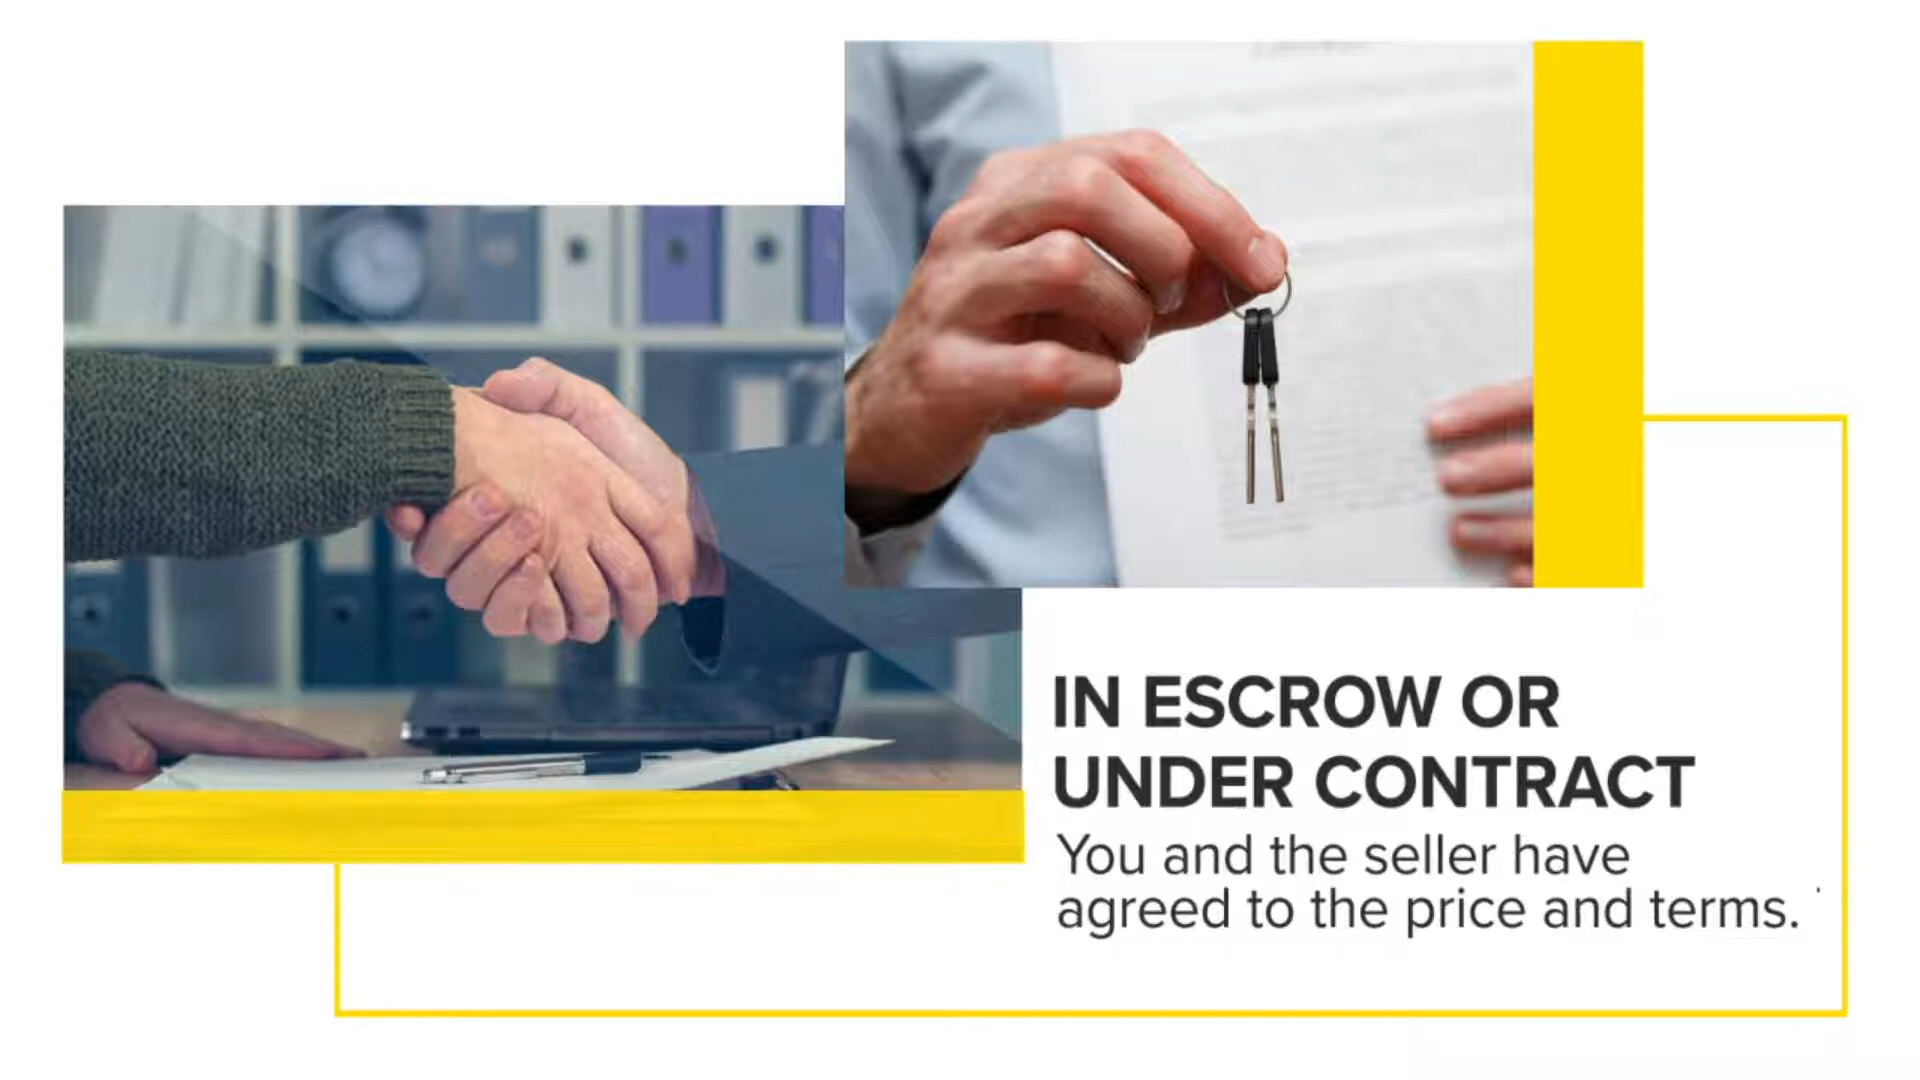 IN ESCROW OR
UNDER CONTRACT
You and the seller have
agreed to the price and terms.